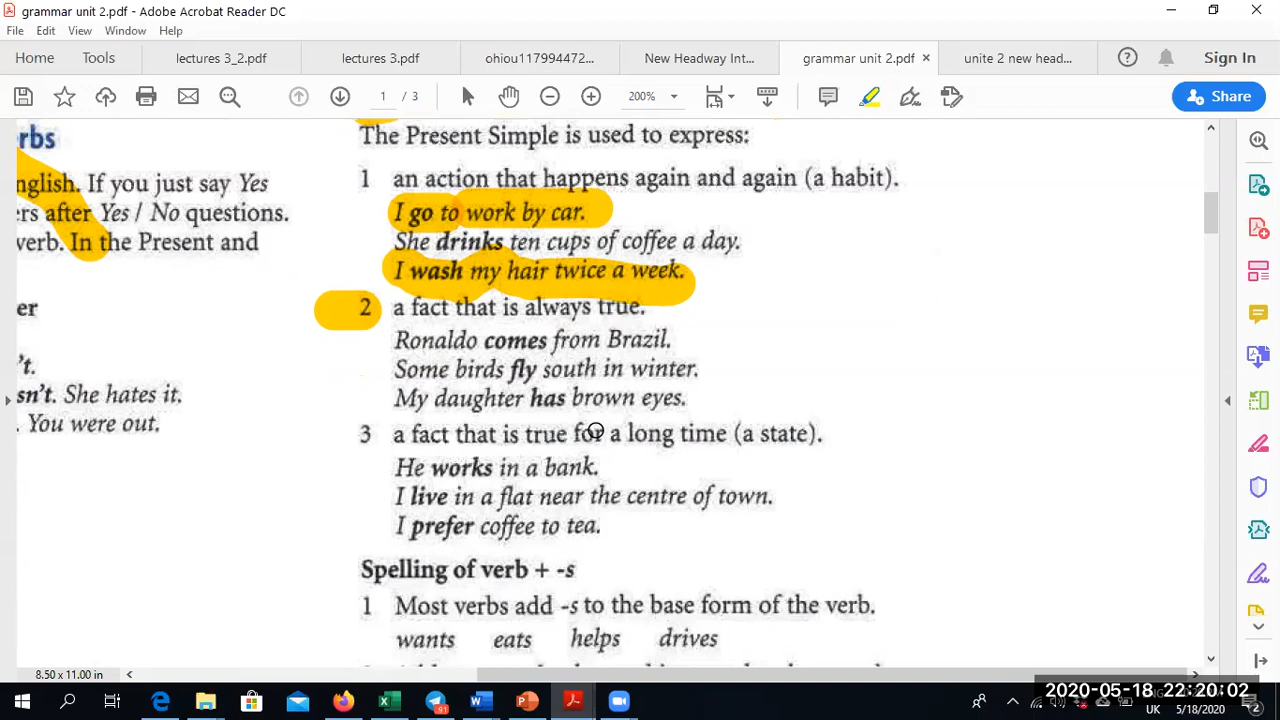 grammar unit 2.pdf - Adobe Acrobat Reader DC
File Edit View Window Help
Home Tools lectures 3_2.pdf lectures 3.pdf ohiou117994472... New Headway Int... grammar unit 2.pdf × unite 2 new head... Sign In
1 / 3 200% Share
rbs
nglish. If you just say Yes
ers after Yes / No questions.
verb. In the Present and
er
't.
sn't. She hates it.
. You were out.
The Present Simple is used to express:
1 an action that happens again and again (a habit).
I go to work by car.
She drinks ten cups of coffee a day.
I wash my hair twice a week.
2 a fact that is always true.
Ronaldo comes from Brazil.
Some birds fly south in winter.
My daughter has brown eyes.
3 a fact that is true for a long time (a state).
He works in a bank.
I live in a flat near the centre of town.
I prefer coffee to tea.
Spelling of verb + -s
1 Most verbs add -s to the base form of the verb.
wants eats helps drives
8.50 x 11.00 in
91
2020-05-18 22:20:02
UK 5/18/2020 2